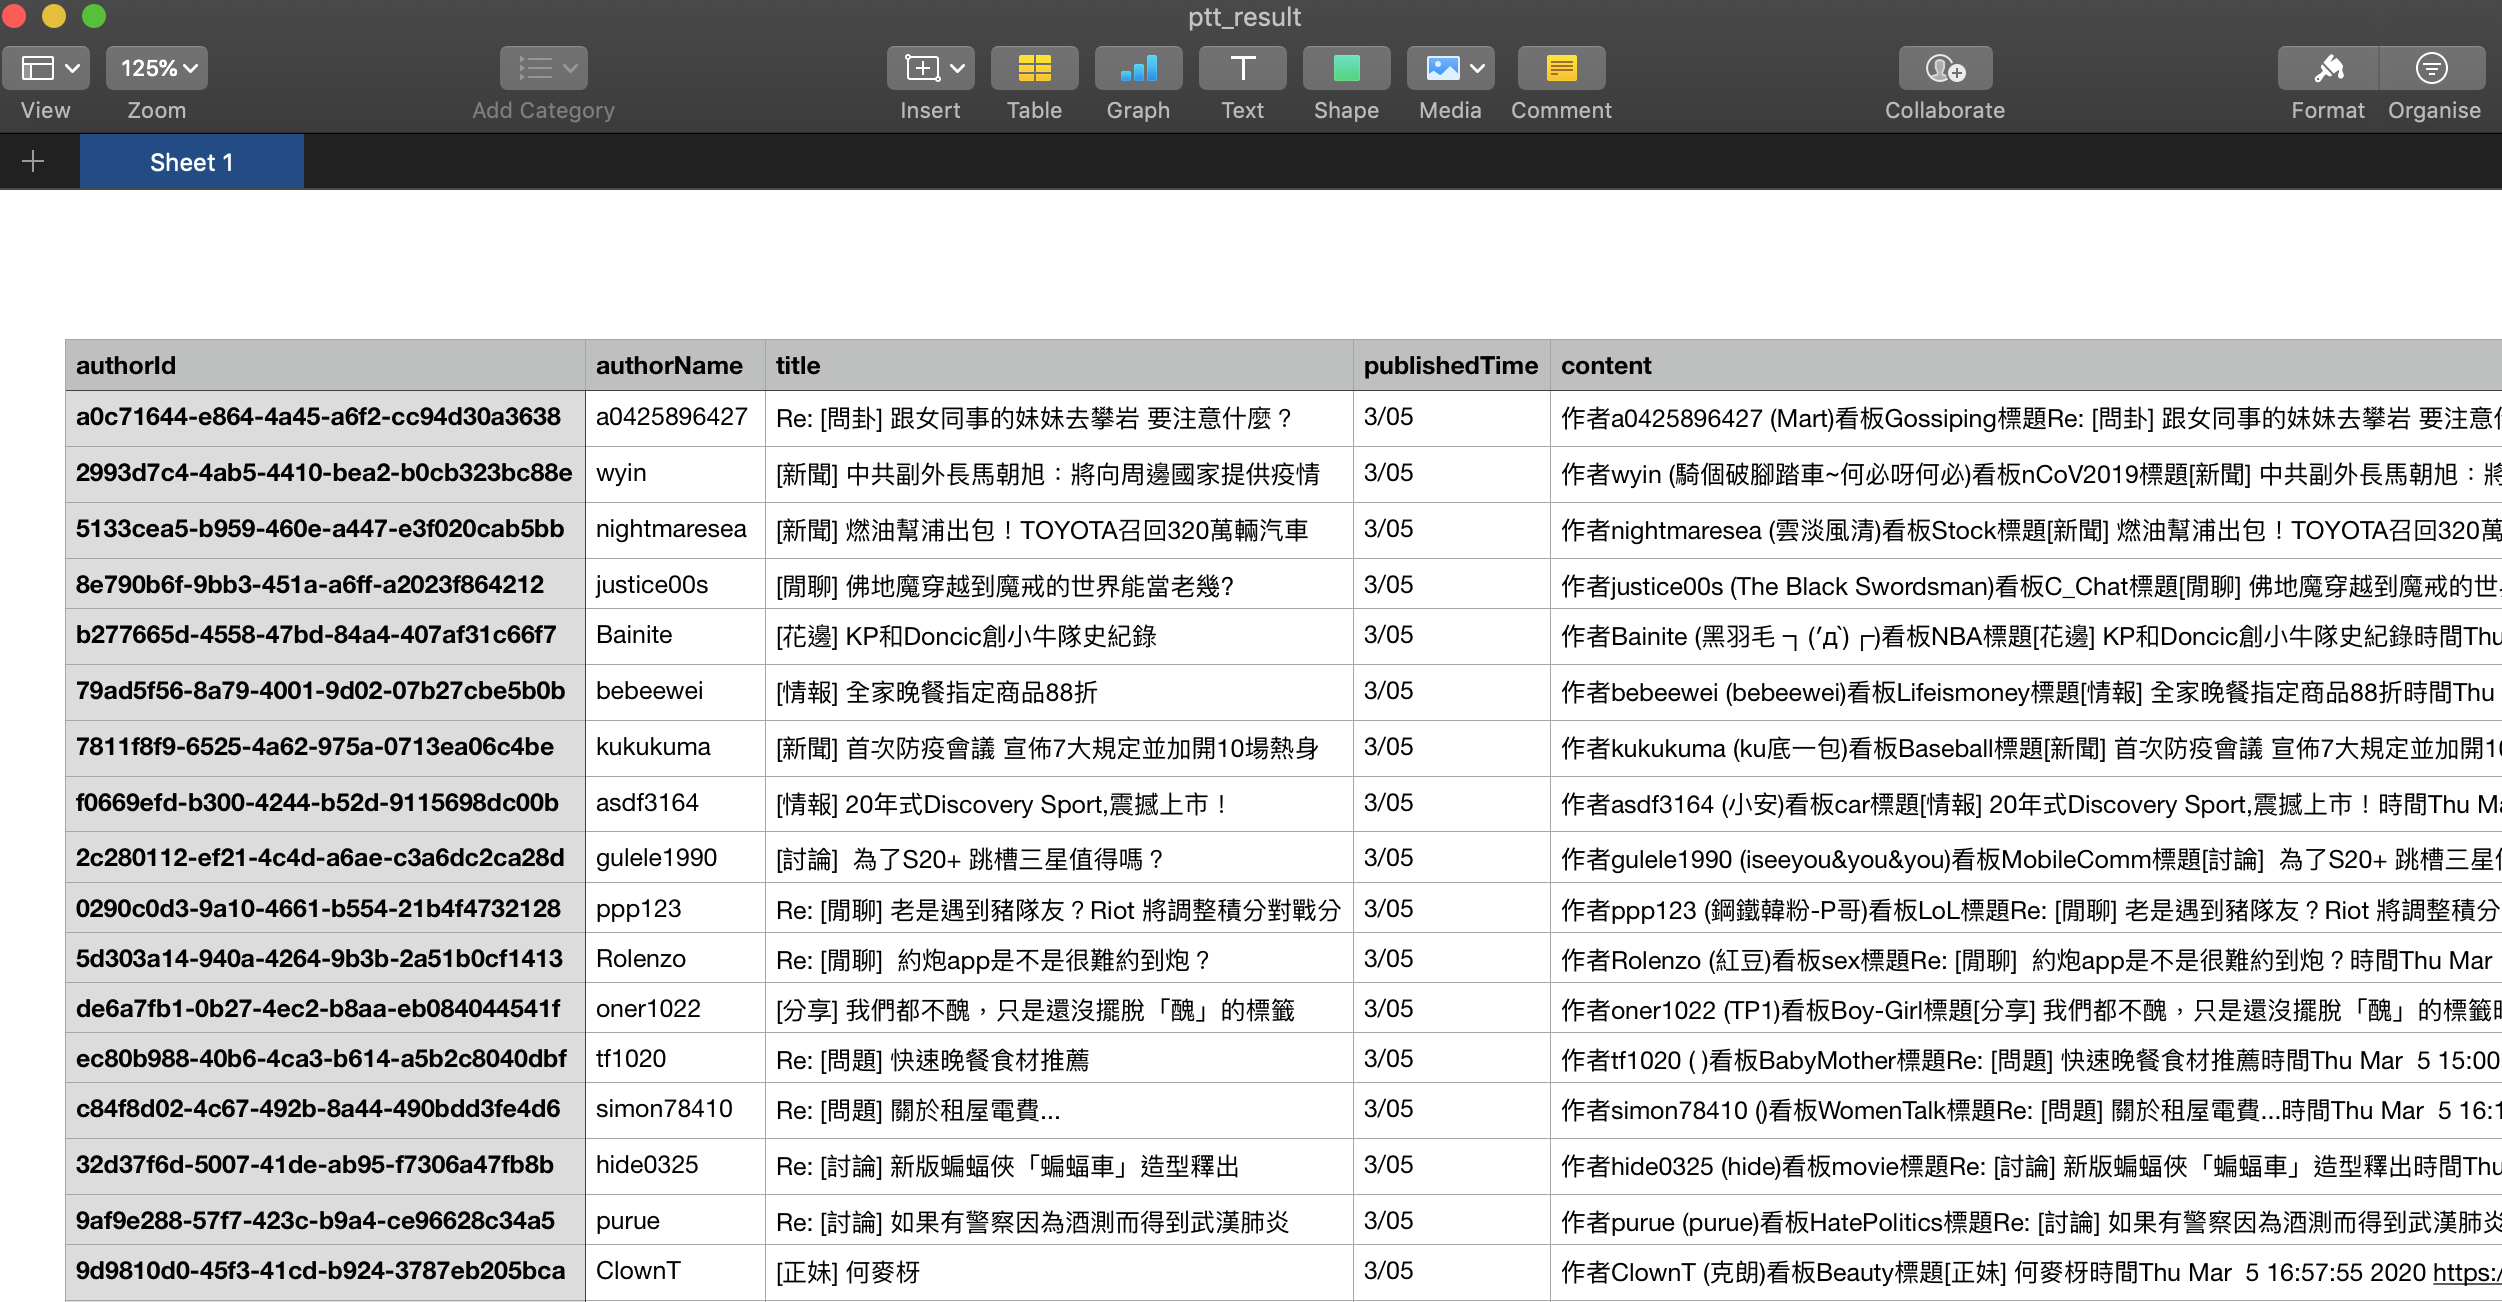 ptt_result
125%
View Zoom Add Category Insert Table Graph Text Shape Media Comment Collaborate Format Organise
Sheet 1
authorId authorName title publishedTime content
a0c71644-e864-4a45-a6f2-cc94d30a3638 a0425896427 Re: [問卦] 跟女同事的妹妹去攀岩 要注意什麼？ 3/05 作者a0425896427 (Mart)看板Gossiping標題Re: [問卦] 跟女同事的妹妹去攀岩 要注意
2993d7c4-4ab5-4410-bea2-b0cb323bc88e wyin [新聞] 中共副外長馬朝旭：將向周邊國家提供疫情 3/05 作者wyin (騎個破腳踏車~何必呀何必)看板nCoV2019標題[新聞] 中共副外長馬朝旭：將
5133cea5-b959-460e-a447-e3f020cab5bb nightmaresea [新聞] 燃油幫浦出包！TOYOTA召回320萬輛汽車 3/05 作者nightmaresea (雲淡風清)看板Stock標題[新聞] 燃油幫浦出包！TOYOTA召回320萬
8e790b6f-9bb3-451a-a6ff-a2023f864212 justice00s [閒聊] 佛地魔穿越到魔戒的世界能當老幾? 3/05 作者justice00s (The Black Swordsman)看板C_Chat標題[閒聊] 佛地魔穿越到魔戒的世
b277665d-4558-47bd-84a4-407af31c66f7 Bainite [花邊] KP和Doncic創小牛隊史紀錄 3/05 作者Bainite (黑羽毛 ┐(′д‵)┌)看板NBA標題[花邊] KP和Doncic創小牛隊史紀錄時間Thu
79ad5f56-8a79-4001-9d02-07b27cbe5b0b bebeewei [情報] 全家晚餐指定商品88折 3/05 作者bebeewei (bebeewei)看板Lifeismoney標題[情報] 全家晚餐指定商品88折時間Thu
7811f8f9-6525-4a62-975a-0713ea06c4be kukukuma [新聞] 首次防疫會議 宣佈7大規定並加開10場熱身 3/05 作者kukukuma (ku底一包)看板Baseball標題[新聞] 首次防疫會議 宣佈7大規定並加開10
f0669efd-b300-4244-b52d-9115698dc00b asdf3164 [情報] 20年式Discovery Sport,震撼上市！ 3/05 作者asdf3164 (小安)看板car標題[情報] 20年式Discovery Sport,震撼上市！時間Thu Ma
2c280112-ef21-4c4d-a6ae-c3a6dc2ca28d gulele1990 [討論]  為了S20+ 跳槽三星值得嗎？ 3/05 作者gulele1990 (iseeyou&you&you)看板MobileComm標題[討論]  為了S20+ 跳槽三星值
0290c0d3-9a10-4661-b554-21b4f4732128 ppp123 Re: [閒聊] 老是遇到豬隊友？Riot 將調整積分對戰分 3/05 作者ppp123 (鋼鐵韓粉-P哥)看板LoL標題Re: [閒聊] 老是遇到豬隊友？Riot 將調整積分
5d303a14-940a-4264-9b3b-2a51b0cf1413 Rolenzo Re: [閒聊]  約炮app是不是很難約到炮？ 3/05 作者Rolenzo (紅豆)看板sex標題Re: [閒聊]  約炮app是不是很難約到炮？時間Thu Mar
de6a7fb1-0b27-4ec2-b8aa-eb084044541f oner1022 [分享] 我們都不醜，只是還沒擺脫「醜」的標籤 3/05 作者oner1022 (TP1)看板Boy-Girl標題[分享] 我們都不醜，只是還沒擺脫「醜」的標籤時
ec80b988-40b6-4ca3-b614-a5b2c8040dbf tf1020 Re: [問題] 快速晚餐食材推薦 3/05 作者tf1020 ( )看板BabyMother標題Re: [問題] 快速晚餐食材推薦時間Thu Mar  5 15:00
c84f8d02-4c67-492b-8a44-490bdd3fe4d6 simon78410 Re: [問題] 關於租屋電費... 3/05 作者simon78410 ()看板WomenTalk標題Re: [問題] 關於租屋電費...時間Thu Mar  5 16:1
32d37f6d-5007-41de-ab95-f7306a47fb8b hide0325 Re: [討論] 新版蝙蝠俠「蝙蝠車」造型釋出 3/05 作者hide0325 (hide)看板movie標題Re: [討論] 新版蝙蝠俠「蝙蝠車」造型釋出時間Thu
9af9e288-57f7-423c-b9a4-ce96628c34a5 purue Re: [討論] 如果有警察因為酒測而得到武漢肺炎 3/05 作者purue (purue)看板HatePolitics標題Re: [討論] 如果有警察因為酒測而得到武漢肺炎
9d9810d0-45f3-41cd-b924-3787eb205bca ClownT [正妹] 何麥枒 3/05 作者ClownT (克朗)看板Beauty標題[正妹] 何麥枒時間Thu Mar  5 16:57:55 2020 https:/